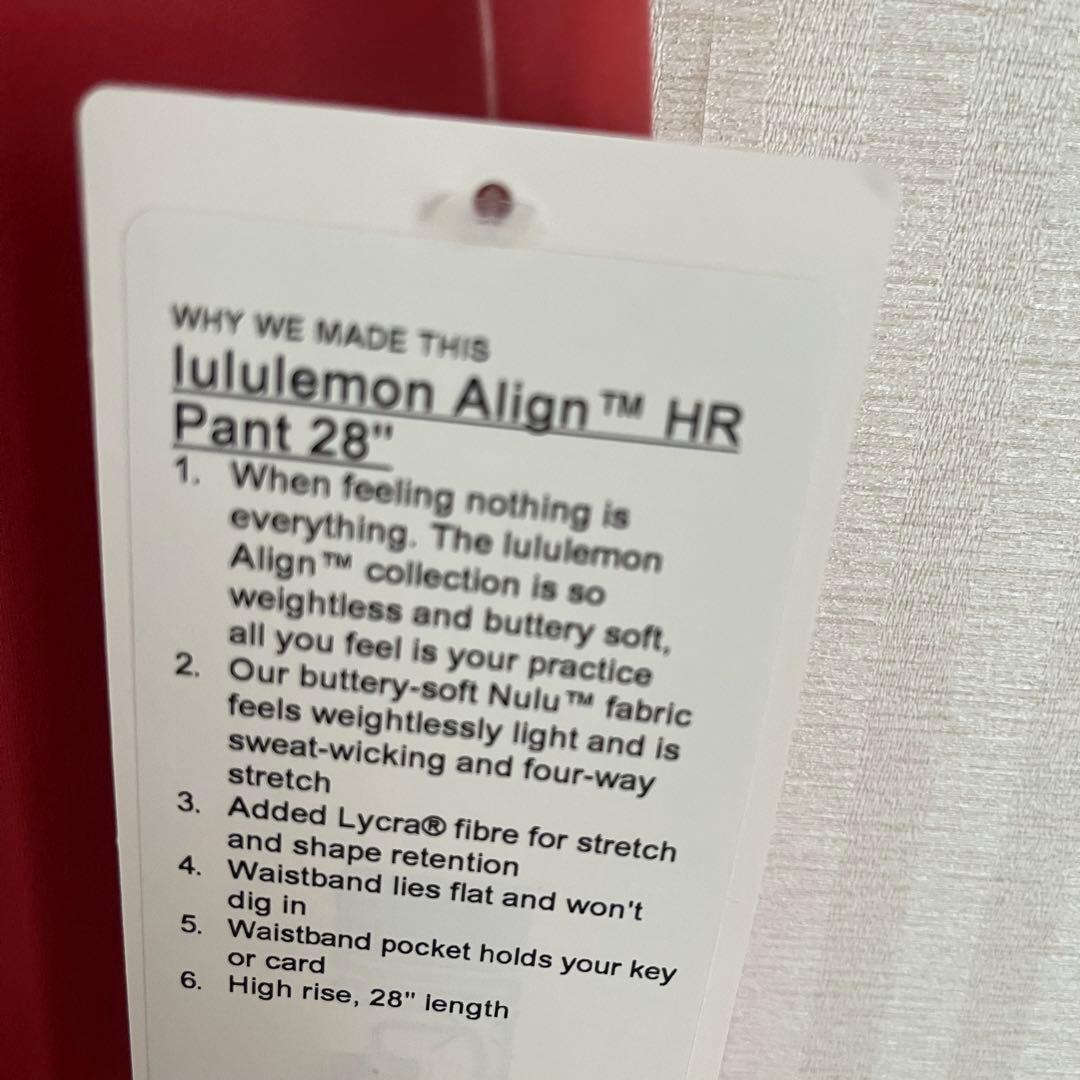 WHY WE MADE THIS
lululemon Align™ HR
Pant 28"
1. When feeling nothing is
everything. The lululemon
Align™ collection is so
weightless and buttery soft,
all you feel is your practice
2. Our buttery-soft Nulu™ fabric
feels weightlessly light and is
sweat-wicking and four-way
stretch
3. Added Lycra® fibre for stretch
and shape retention
4. Waistband lies flat and won't
dig in
5. Waistband pocket holds your key
or card
6. High rise, 28" length